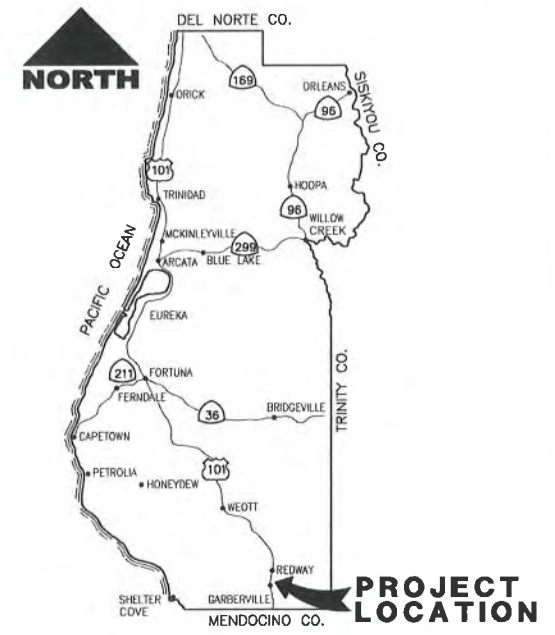 DEL NORTE CO.
NORTH
169
ORLEANS
ORICK
96
SISKIYOU CO.
101
HOOPA
TRINIDAD
96
WILLOW
CREEK
MCKINLEYVILLE
299
ARCATA
BLUE LAKE
PACIFIC OCEAN
EUREKA
211
FORTUNA
FERNDALE
TRINITY CO.
36
BRIDGEVILLE
CAPETOWN
101
PETROLIA
HONEYDEW
WEOTT
REDWAY
PROJECT
LOCATION
SHELTER
COVE
GARBERVILLE
MENDOCINO CO.